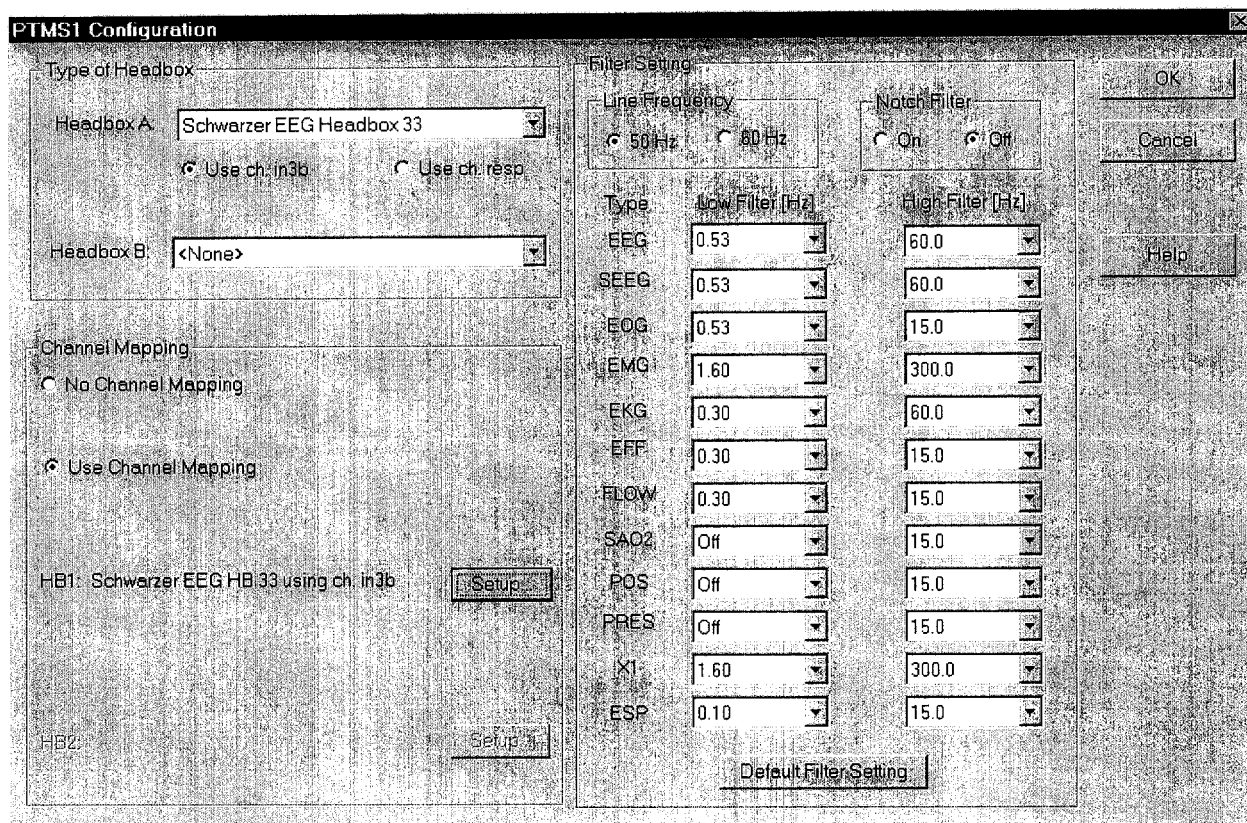 PTMS1 Configuration
Type of Headbox
Headbox A: Schwarzer EEG Headbox 33
Use ch. in3b Use ch. resp
Headbox B: <None>
Channel Mapping
No Channel Mapping
Use Channel Mapping
HB1: Schwarzer EEG HB 33 using ch. in3b Setup...
HB2: Setup...
Filter Setting
Line Frequency
50 Hz 60 Hz
Notch Filter
On Off
Type Low Filter [Hz] High Filter [Hz]
EEG 0.53 60.0
SEEG 0.53 60.0
EOG 0.53 15.0
EMG 1.60 300.0
EKG 0.30 60.0
EFF 0.30 15.0
FLOW 0.30 15.0
SAO2 Off 15.0
POS Off 15.0
PRES Off 15.0
X1 1.60 300.0
ESP 0.10 15.0
Default Filter Setting
OK
Cancel
Help